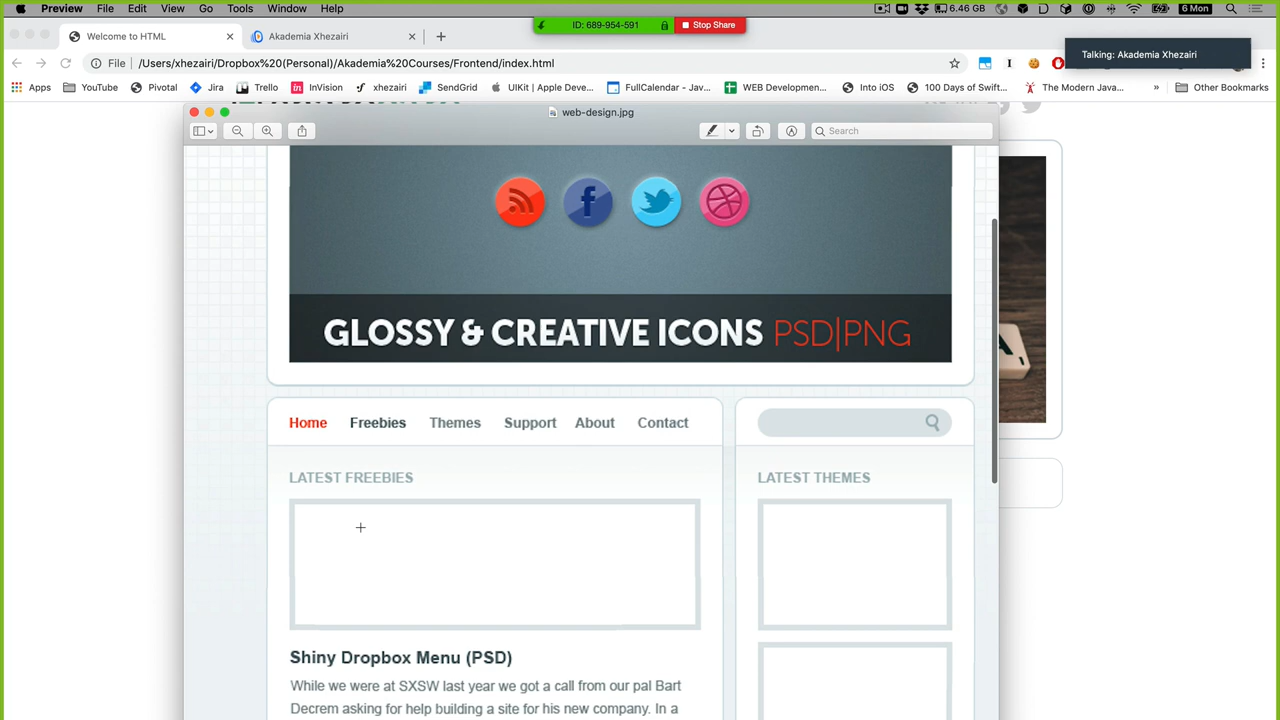 Preview File Edit View Go Tools Window Help
ID: 689-954-591 Stop Share
6.46 GB 6 Mon
Welcome to HTML
Akademia Xhezairi
Talking: Akademia Xhezairi
File /Users/xhezairi/Dropbox%20(Personal)/Akademia%20Courses/Frontend/index.html
Apps YouTube Pivotal Jira Trello InVision xhezairi UIKit | Apple Deve... SendGrid FullCalendar - Jav... WEB Developmen... Into iOS 100 Days of Swift... The Modern Java... » Other Bookmarks
web-design.jpg
Search
GLOSSY & CREATIVE ICONS PSD|PNG
Home Freebies Themes Support About Contact
LATEST FREEBIES
LATEST THEMES
Shiny Dropbox Menu (PSD)
While we were at SXSW last year we got a call from our pal Bart
Decrem asking for help building a site for his new company. In a